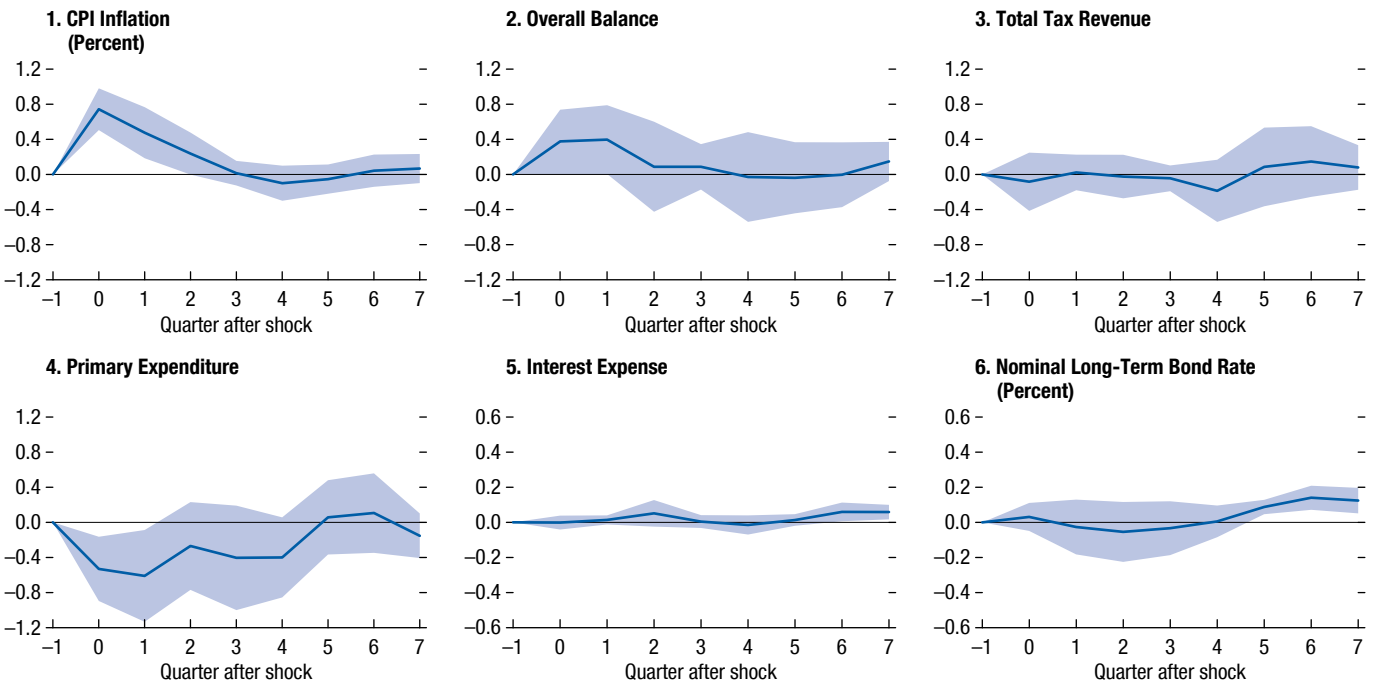 1. CPI Inflation
(Percent)
1.2
0.8
0.4
0.0
–0.4
–0.8
–1.2
–1 0 1 2 3 4 5 6 7
Quarter after shock
2. Overall Balance
1.2
0.8
0.4
0.0
–0.4
–0.8
–1.2
–1 0 1 2 3 4 5 6 7
Quarter after shock
3. Total Tax Revenue
1.2
0.8
0.4
0.0
–0.4
–0.8
–1.2
–1 0 1 2 3 4 5 6 7
Quarter after shock
4. Primary Expenditure
1.2
0.8
0.4
0.0
–0.4
–0.8
–1.2
–1 0 1 2 3 4 5 6 7
Quarter after shock
5. Interest Expense
0.6
0.4
0.2
0.0
–0.2
–0.4
–0.6
–1 0 1 2 3 4 5 6 7
Quarter after shock
6. Nominal Long-Term Bond Rate
(Percent)
0.6
0.4
0.2
0.0
–0.2
–0.4
–0.6
–1 0 1 2 3 4 5 6 7
Quarter after shock